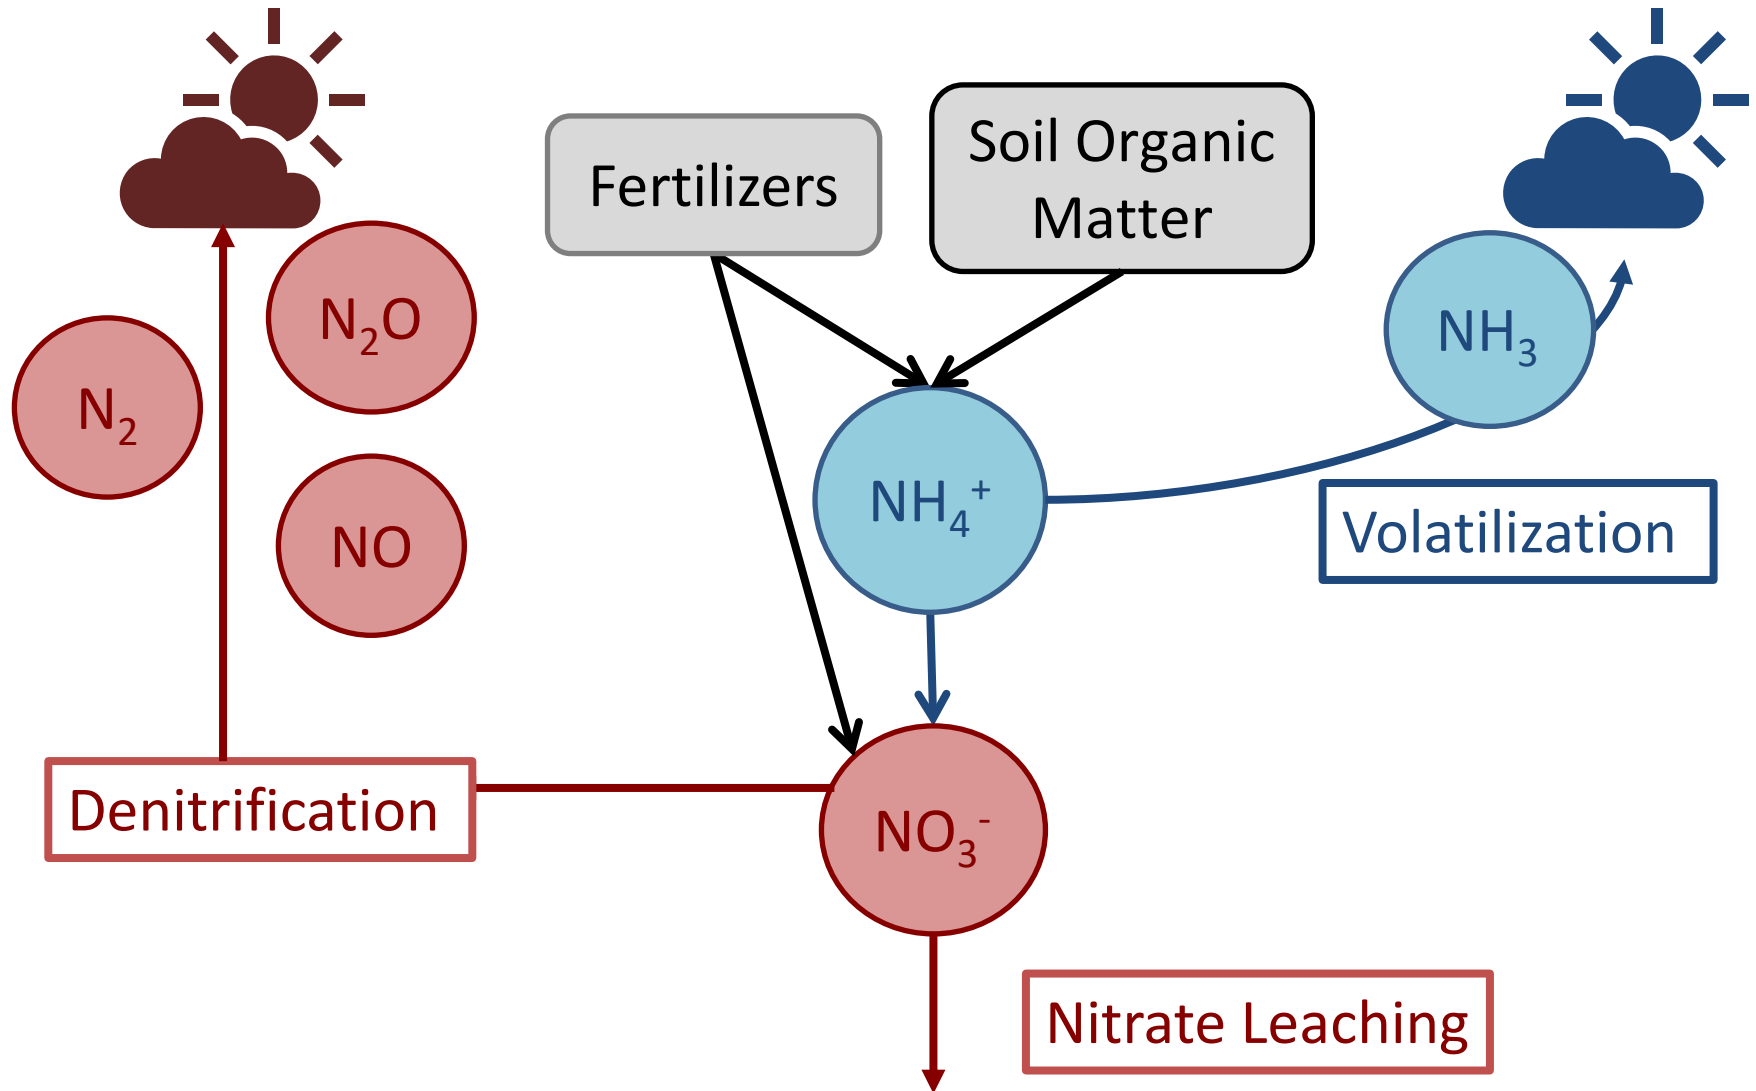 Fertilizers
Soil Organic
Matter
N₂O
N₂
NO
NH₃
NH₄⁺
Volatilization
Denitrification
NO₃⁻
Nitrate Leaching